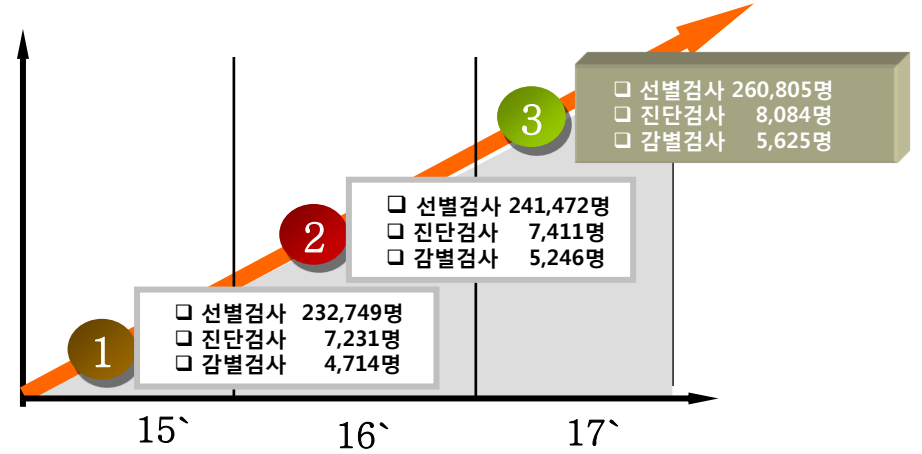 3
❑ 선별검사 260,805명
❑ 진단검사 8,084명
❑ 감별검사 5,625명
2
❑ 선별검사 241,472명
❑ 진단검사 7,411명
❑ 감별검사 5,246명
1
❑ 선별검사 232,749명
❑ 진단검사 7,231명
❑ 감별검사 4,714명
15` 16` 17`